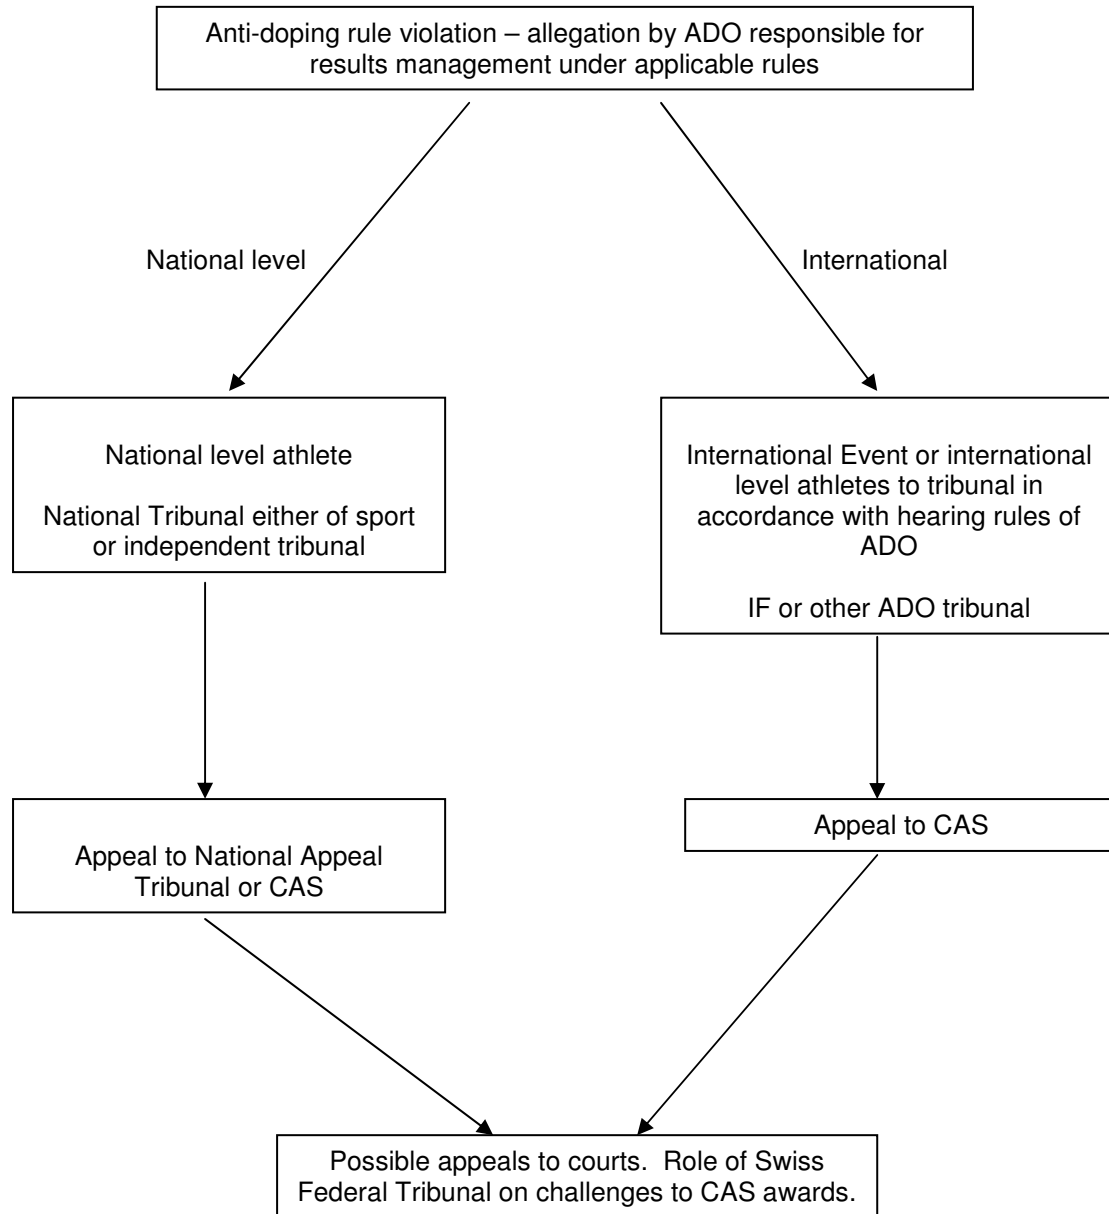 Anti-doping rule violation – allegation by ADO responsible for
results management under applicable rules
National level
International
National level athlete
National Tribunal either of sport
or independent tribunal
International Event or international
level athletes to tribunal in
accordance with hearing rules of
ADO
IF or other ADO tribunal
Appeal to National Appeal
Tribunal or CAS
Appeal to CAS
Possible appeals to courts.  Role of Swiss
Federal Tribunal on challenges to CAS awards.